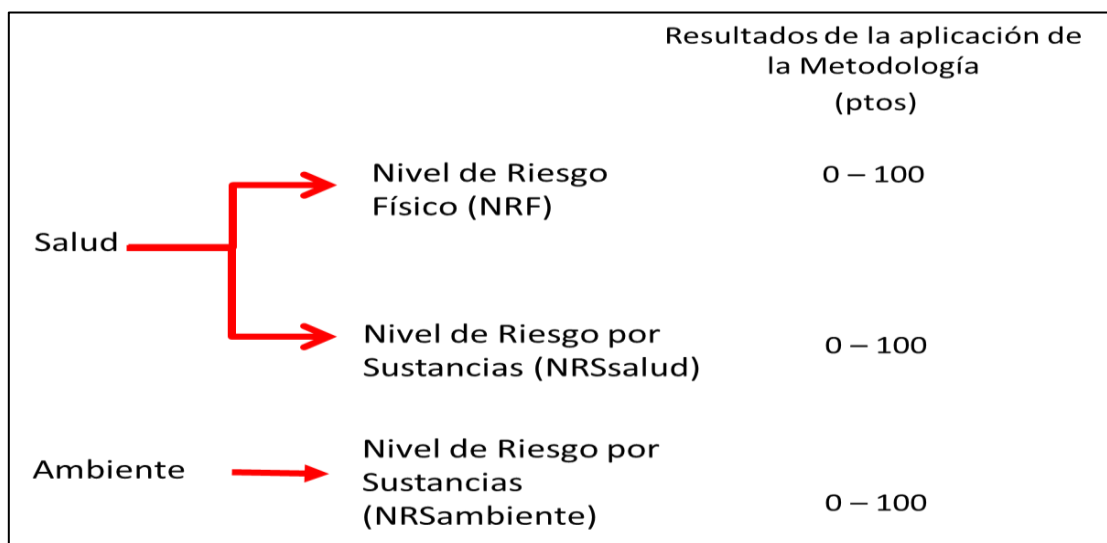 Resultados de la aplicación de
la Metodología
(ptos)
Salud
Nivel de Riesgo
Físico (NRF)
0 – 100
Nivel de Riesgo por
Sustancias (NRSsalud)
0 – 100
Ambiente
Nivel de Riesgo por
Sustancias
(NRSambiente)
0 – 100